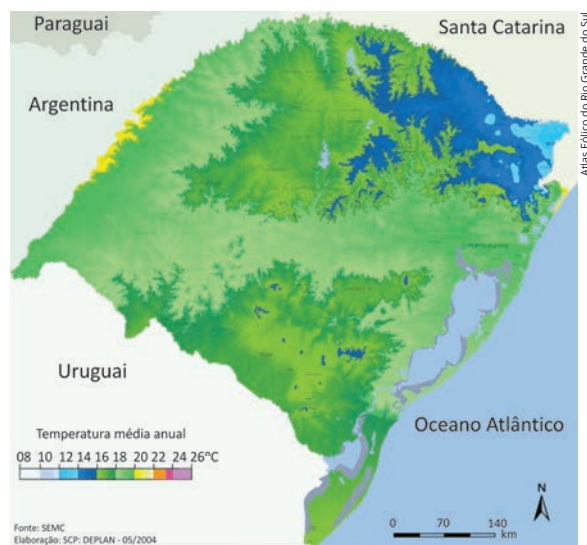 Paraguai
Santa Catarina
Argentina
Atlas Eólico do Rio Grande do Sul
PORTO ALEGRE
Uruguai
Oceano Atlântico
Temperatura média anual
08 10 12 14 16 18 20 22 24 26°C
N
0 70 140
km
Fonte: SEMC
Elaboração: SCP: DEPLAN - 05/2004